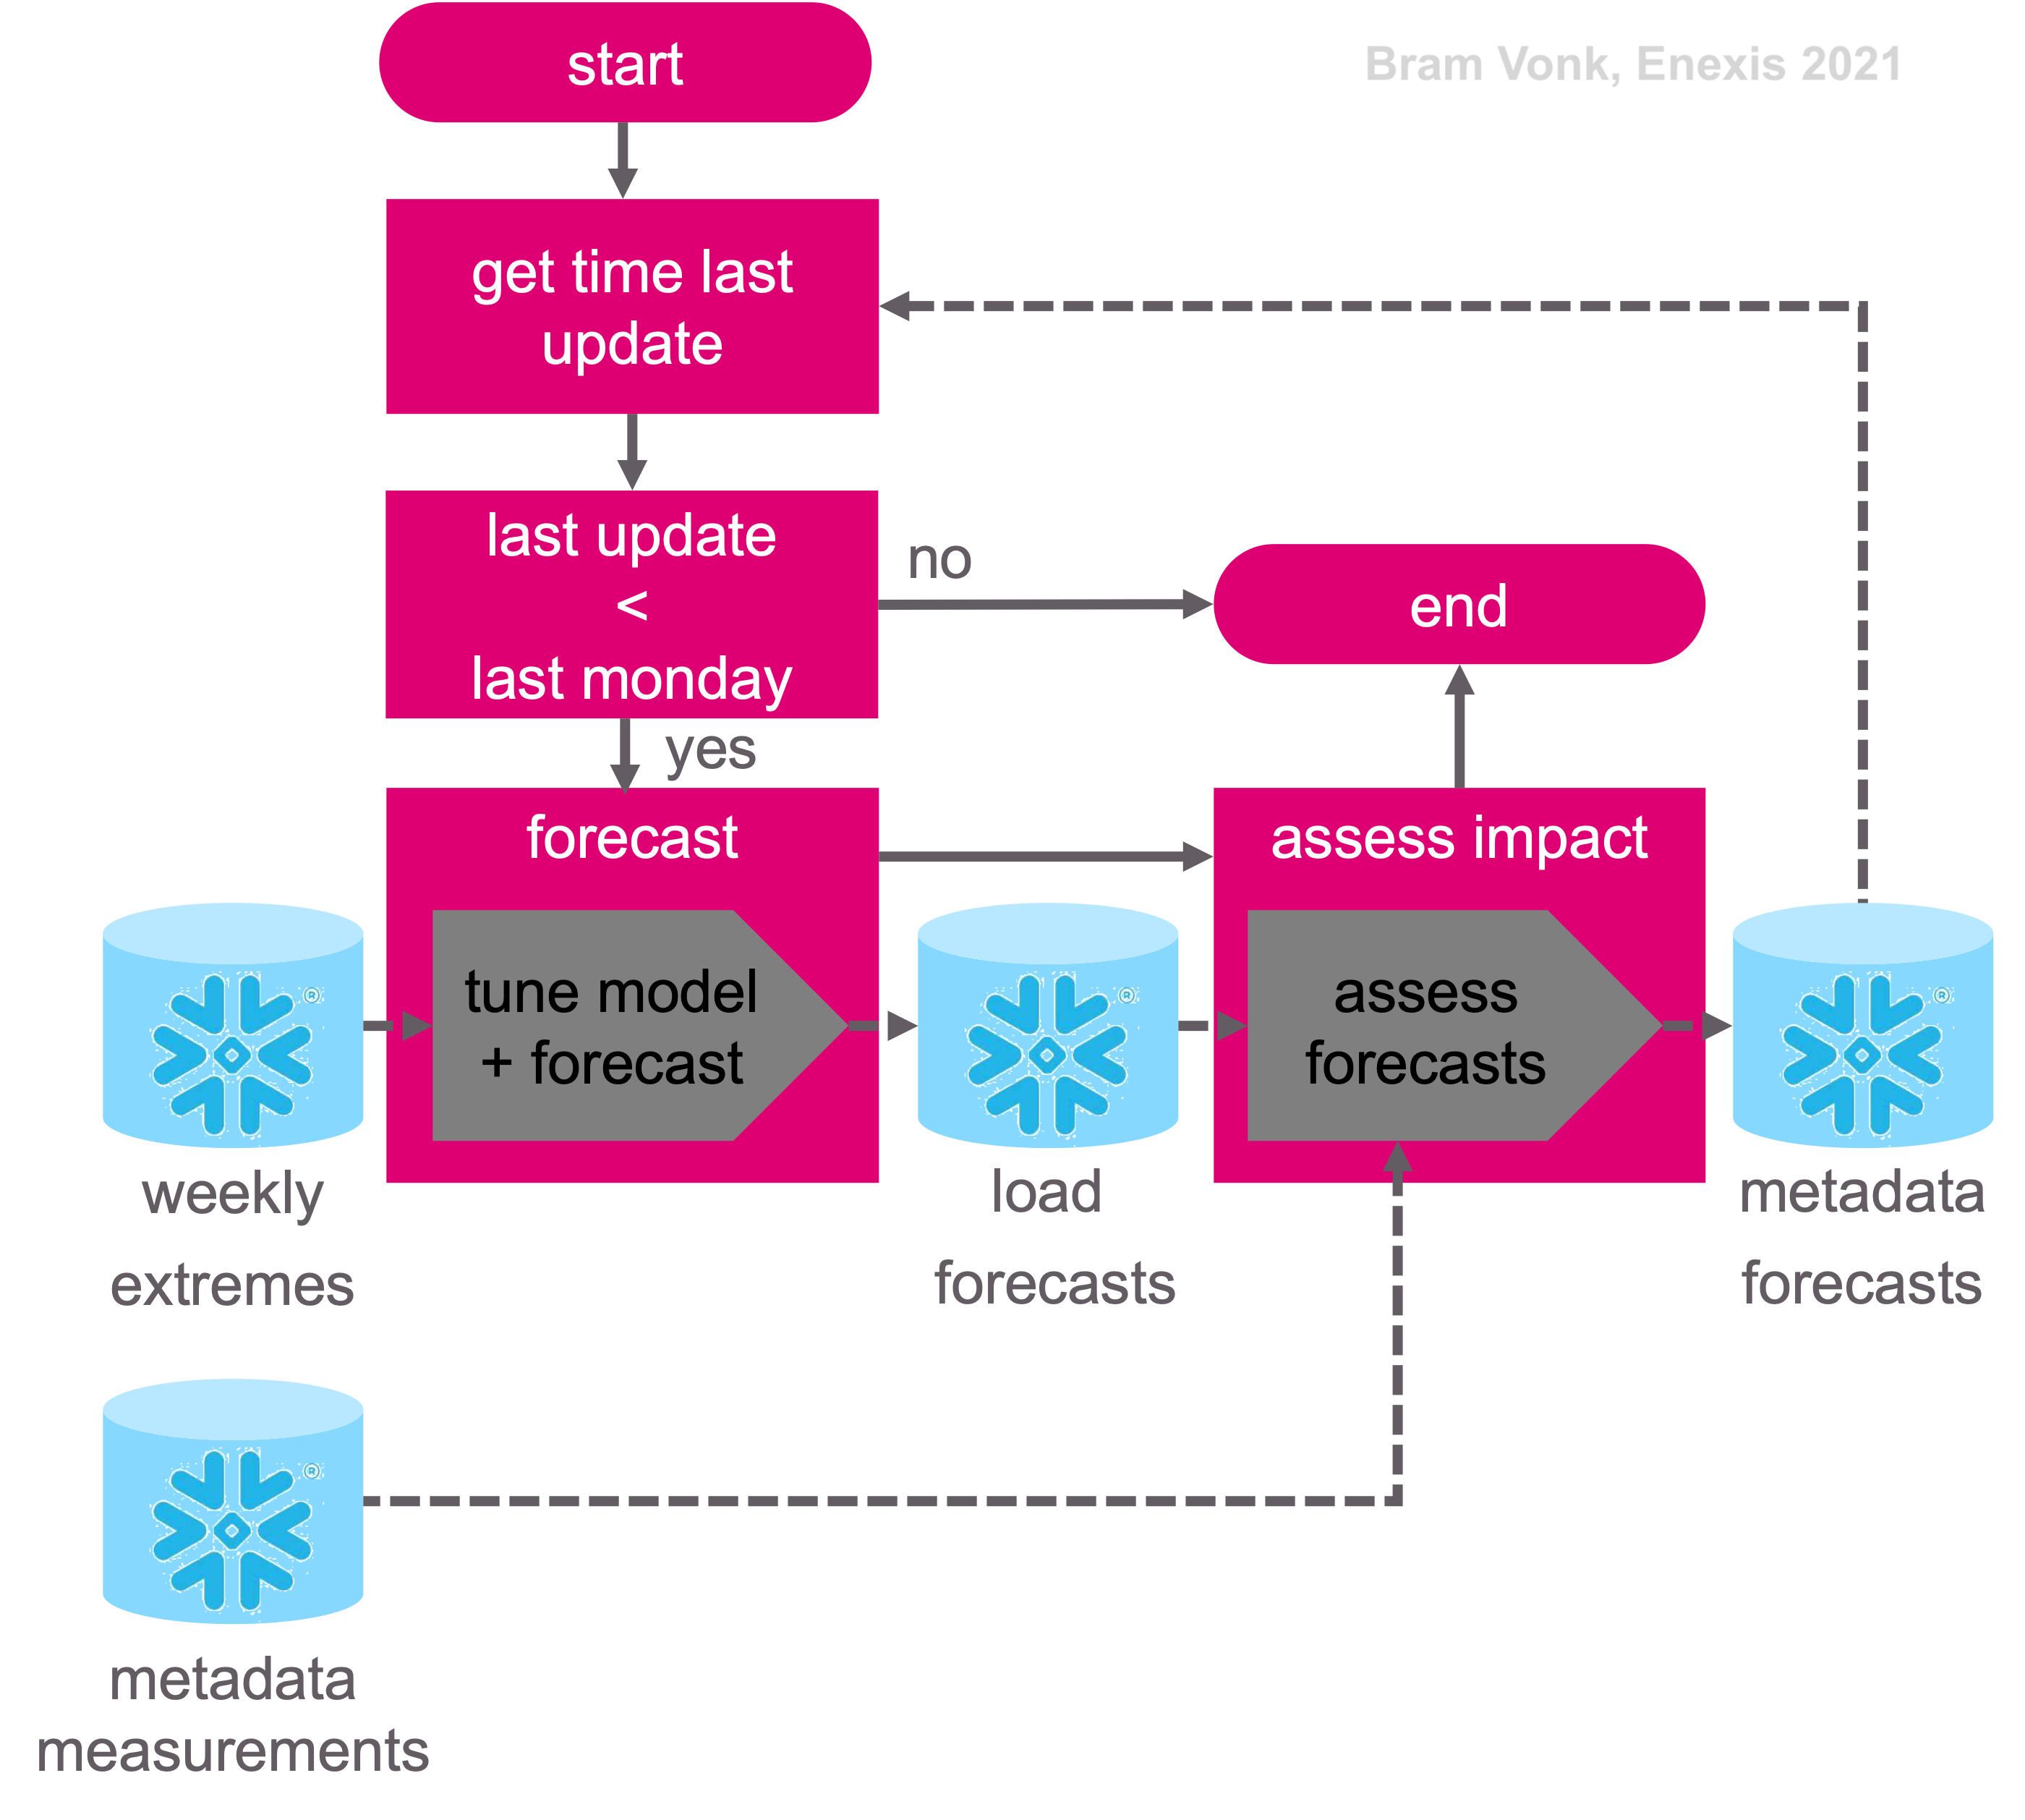 start
Bram Vonk, Enexis 2021
get time last
update
last update
<
last monday
no
end
yes
forecast
assess impact
tune model
+ forecast
assess
forecasts
®
®
®
weekly
extremes
load
forecasts
metadata
forecasts
®
metadata
measurements